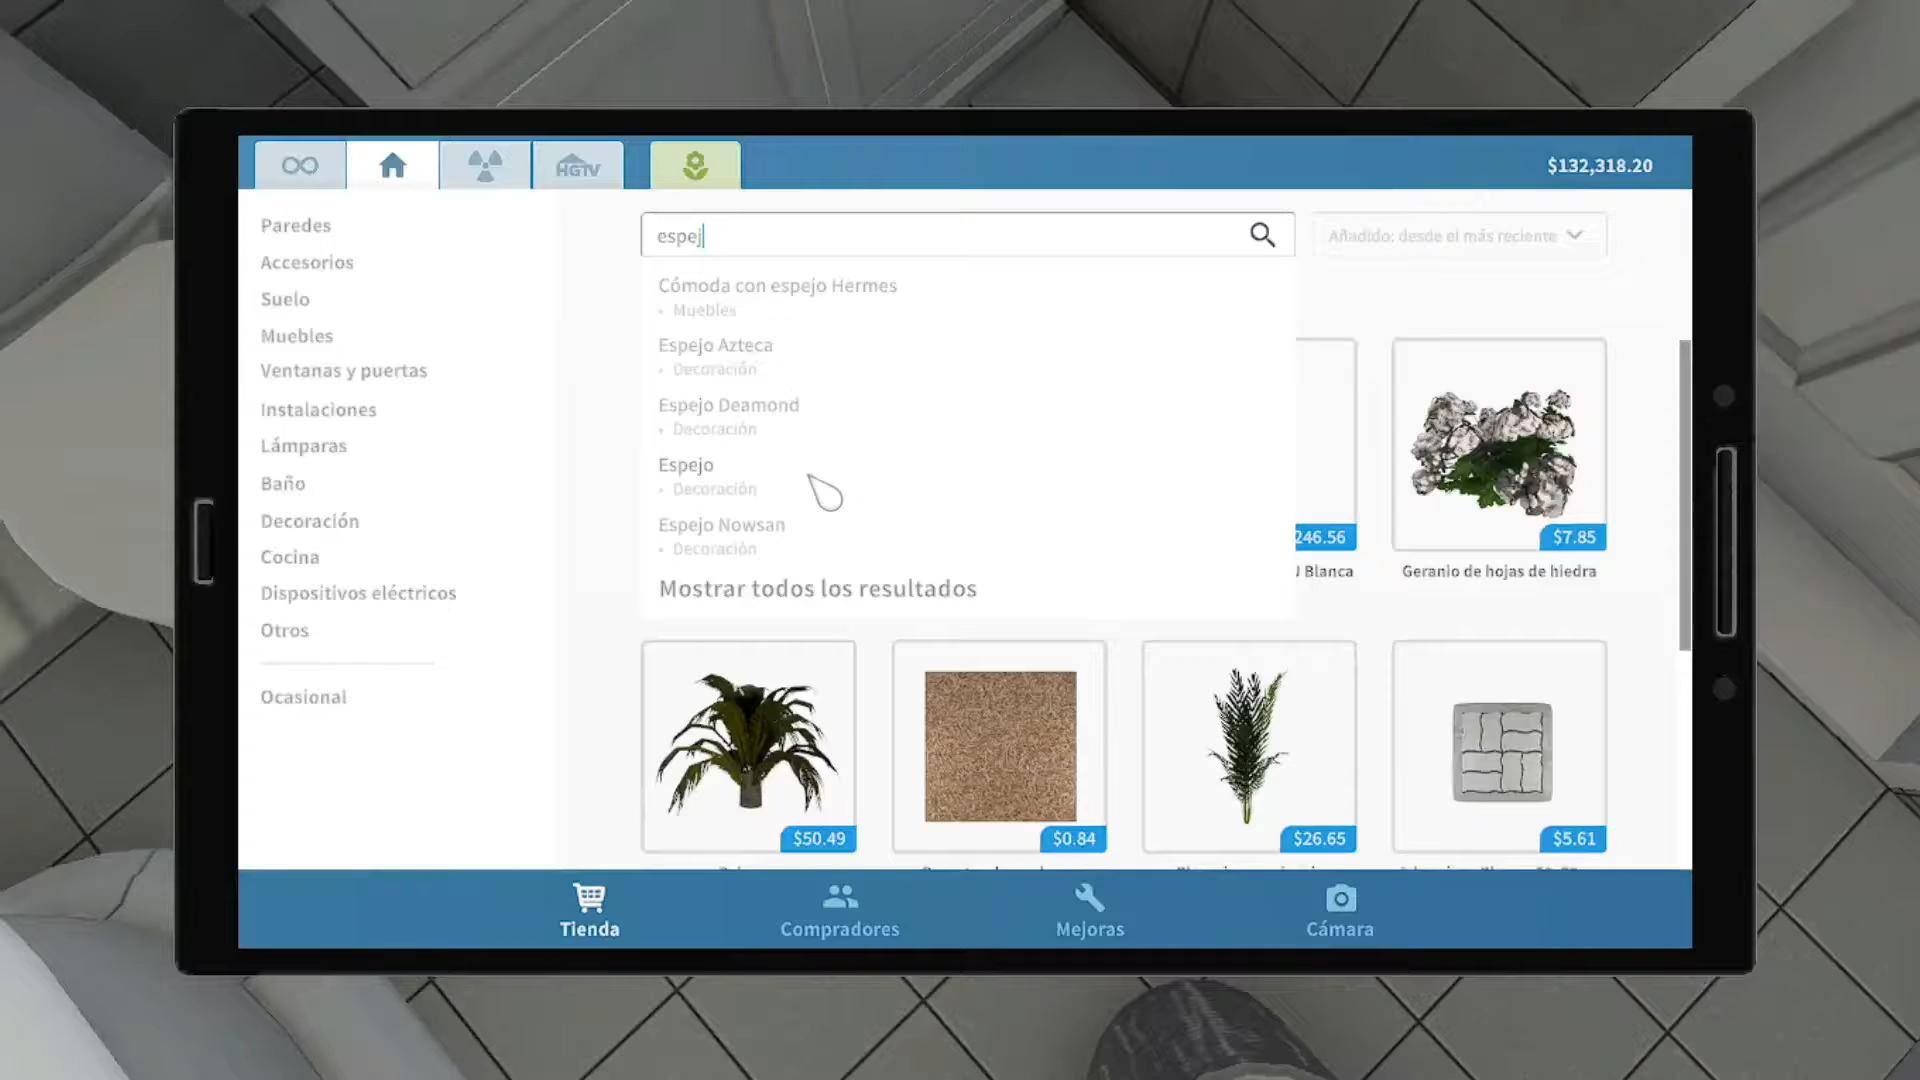 HGTV
$132,318.20
Paredes
Accesorios
Suelo
Muebles
Ventanas y puertas
Instalaciones
Lámparas
Baño
Decoración
Cocina
Dispositivos eléctricos
Otros
Ocasional
espej
Añadido: desde el más reciente
Cómoda con espejo Hermes
• Muebles
Espejo Azteca
• Decoración
Espejo Deamond
• Decoración
Espejo
• Decoración
Espejo Nowsan
• Decoración
Mostrar todos los resultados
246.56
Blanca
$7.85
Geranio de hojas de hiedra
$50.49
$0.84
$26.65
$5.61
Tienda
Compradores
Mejoras
Cámara